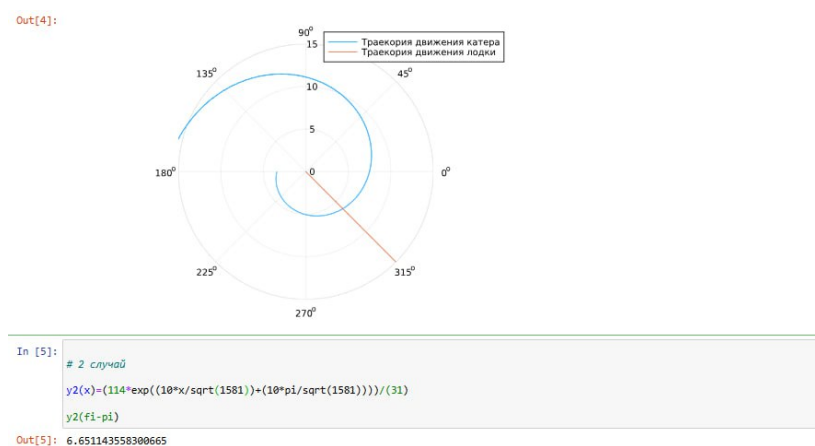 Out[4]:
90°
15
Траекория движения катера
Траекория движения лодки
135°
45°
10
5
180°
0
0°
225°
315°
270°
In [5]:
# 2 случай
y2(x)=(114*exp((10*x/sqrt(1581))+(10*pi/sqrt(1581))))/(31)
y2(fi-pi)
Out[5]: 6.651143558300665